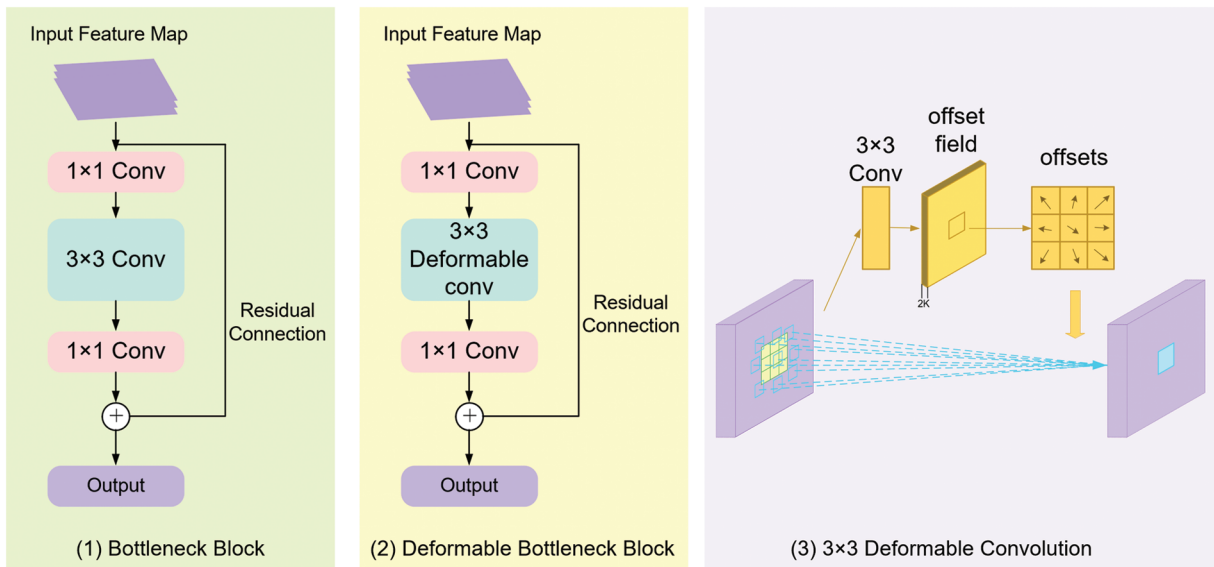 Input Feature Map
1×1 Conv
3×3 Conv
1×1 Conv
Residual
Connection
+
Output
(1) Bottleneck Block
Input Feature Map
1×1 Conv
3×3
Deformable
conv
1×1 Conv
Residual
Connection
+
Output
(2) Deformable Bottleneck Block
3×3
Conv
offset
field
offsets
2K
(3) 3×3 Deformable Convolution